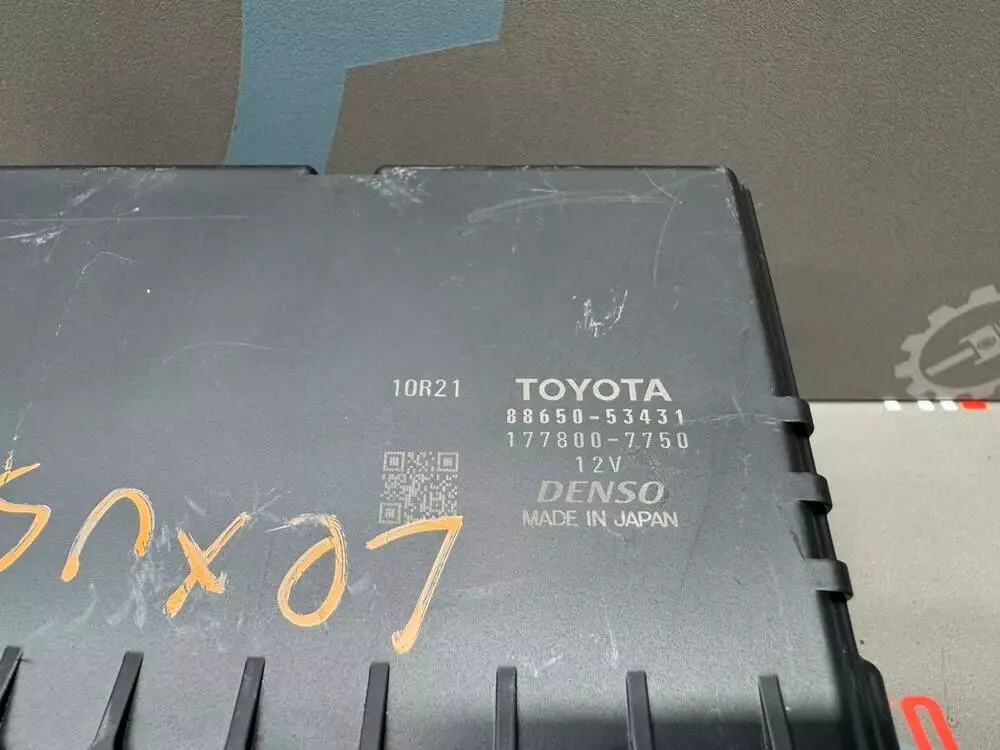 10R21
TOYOTA
88650-53431
177800-7750
12V
DENSO
MADE IN JAPAN
LexuS